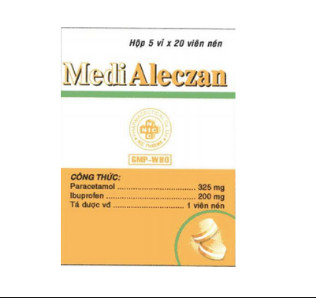 Hộp 5 vỉ x 20 viên nén
MediAleczan
NIC
GMP-WHO
CÔNG THỨC:
Paracetamol ........................ 325 mg
Ibuprofen ........................ 200 mg
Tá dược vđ ........................ 1 viên nén